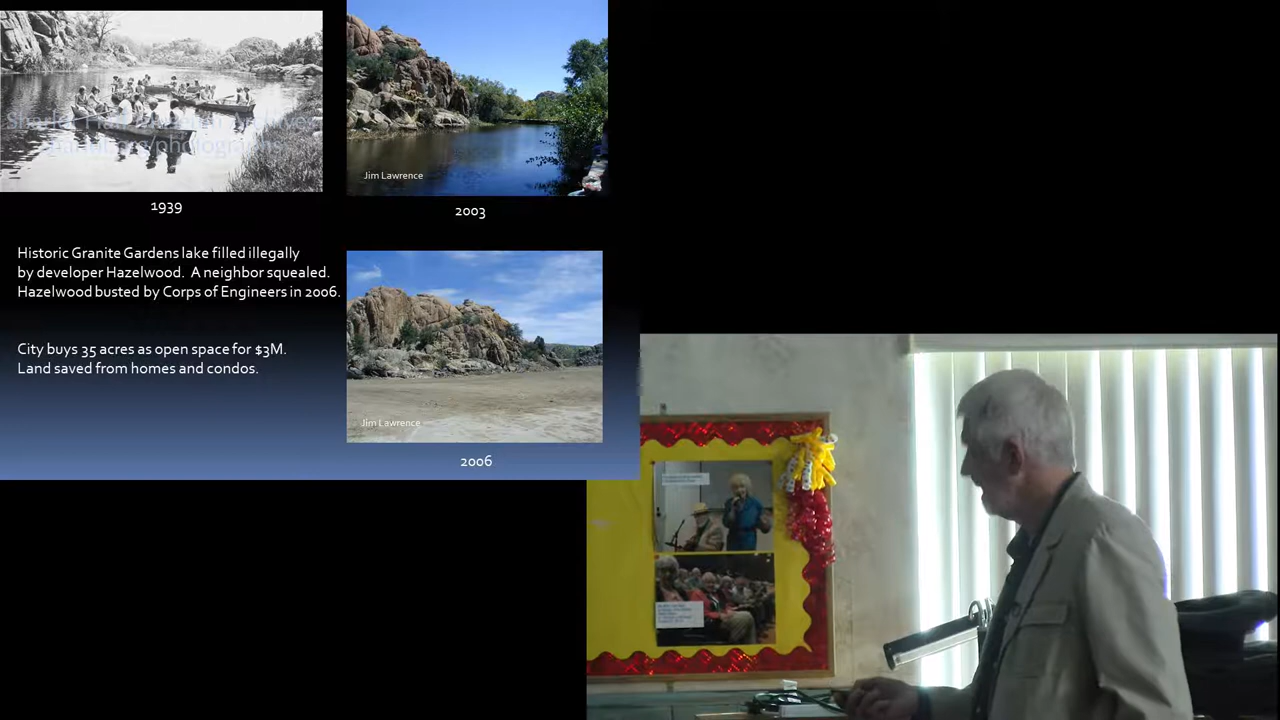 1939
Jim Lawrence
2003
Historic Granite Gardens lake filled illegally
by developer Hazelwood. A neighbor squealed.
Hazelwood busted by Corps of Engineers in 2006.
City buys 35 acres as open space for $3M.
Land saved from homes and condos.
Jim Lawrence
2006